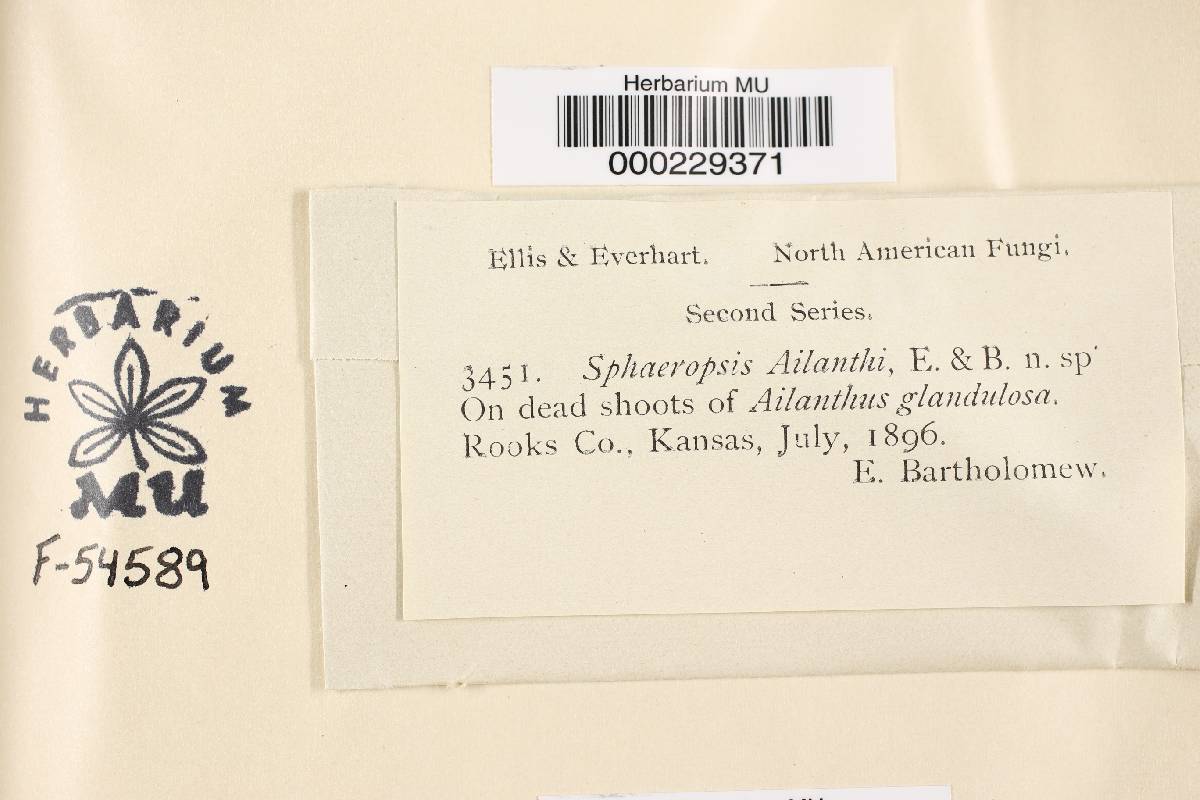 Herbarium MU
000229371
Ellis & Everhart. North American Fungi.
Second Series.
3451. Sphaeropsis Ailanthi, E. & B. n. sp
On dead shoots of Ailanthus glandulosa.
Rooks Co., Kansas, July, 1896.
E. Bartholomew.
HERBARIUM
MU
F-54589